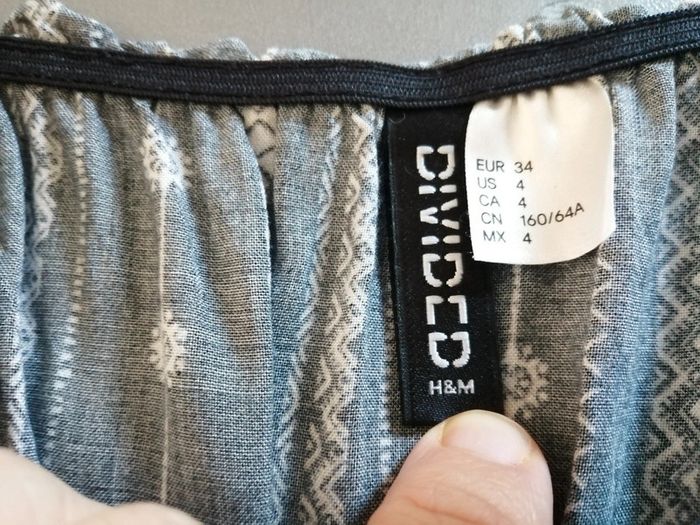 DIVIDED
H&M
EUR 34
US 4
CA 4
CN 160/64A
MX 4